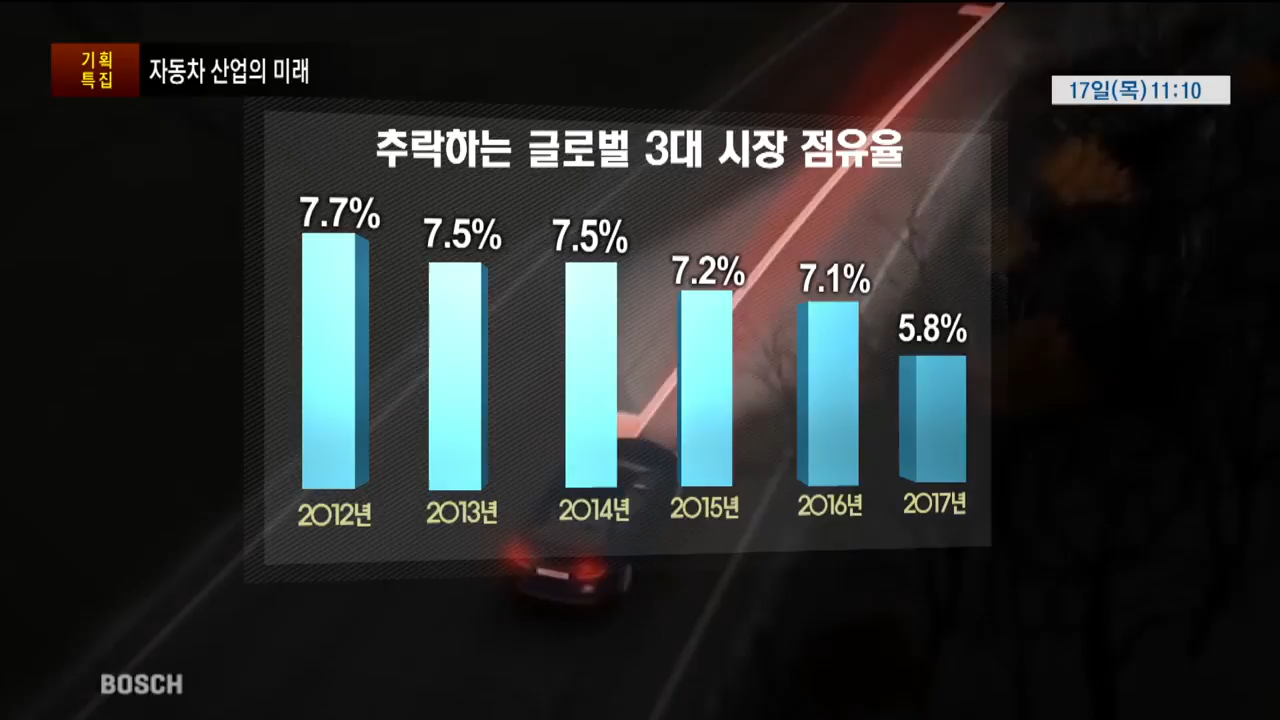 기획
특집
자동차 산업의 미래
17일(목) 11:10
추락하는 글로벌 3대 시장 점유율
7.7%
7.5%
7.5%
7.2%
7.1%
5.8%
2012년
2013년
2014년
2015년
2016년
2017년
BOSCH